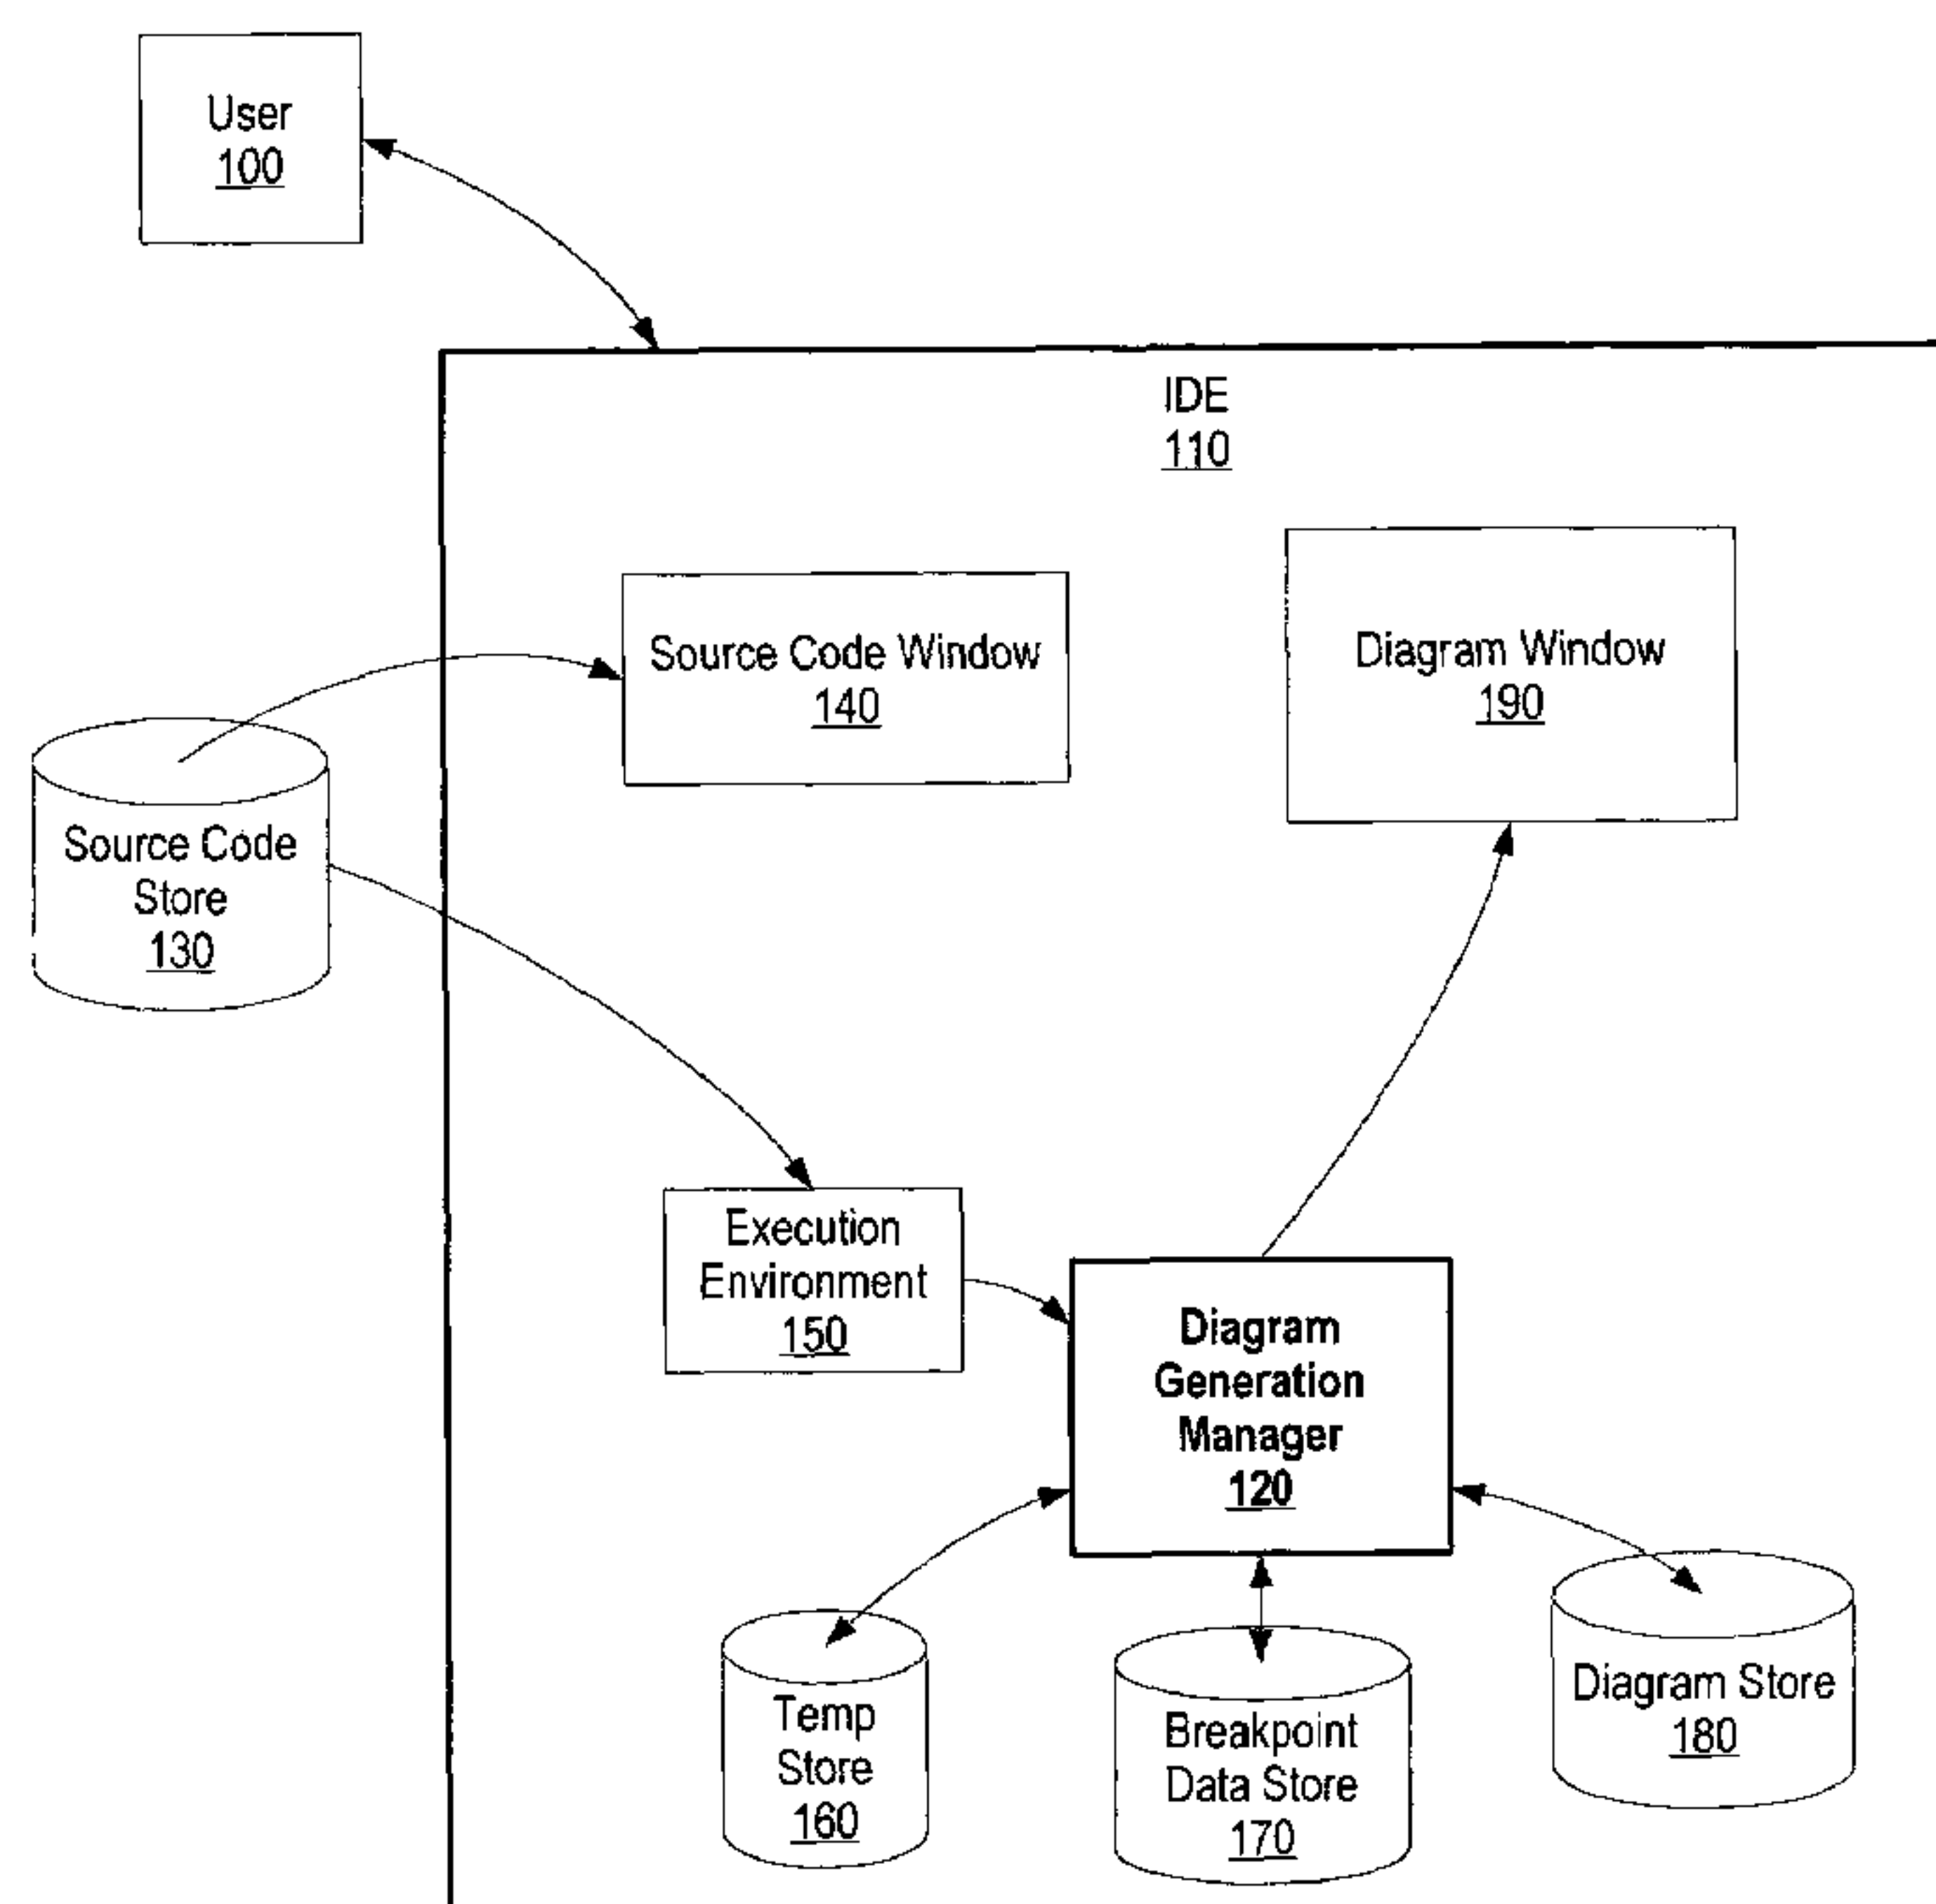 User
100
IDE
110
Source Code Window
140
Diagram Window
190
Source Code
Store
130
Execution
Environment
150
Diagram
Generation
Manager
120
Temp
Store
160
Breakpoint
Data Store
170
Diagram Store
180